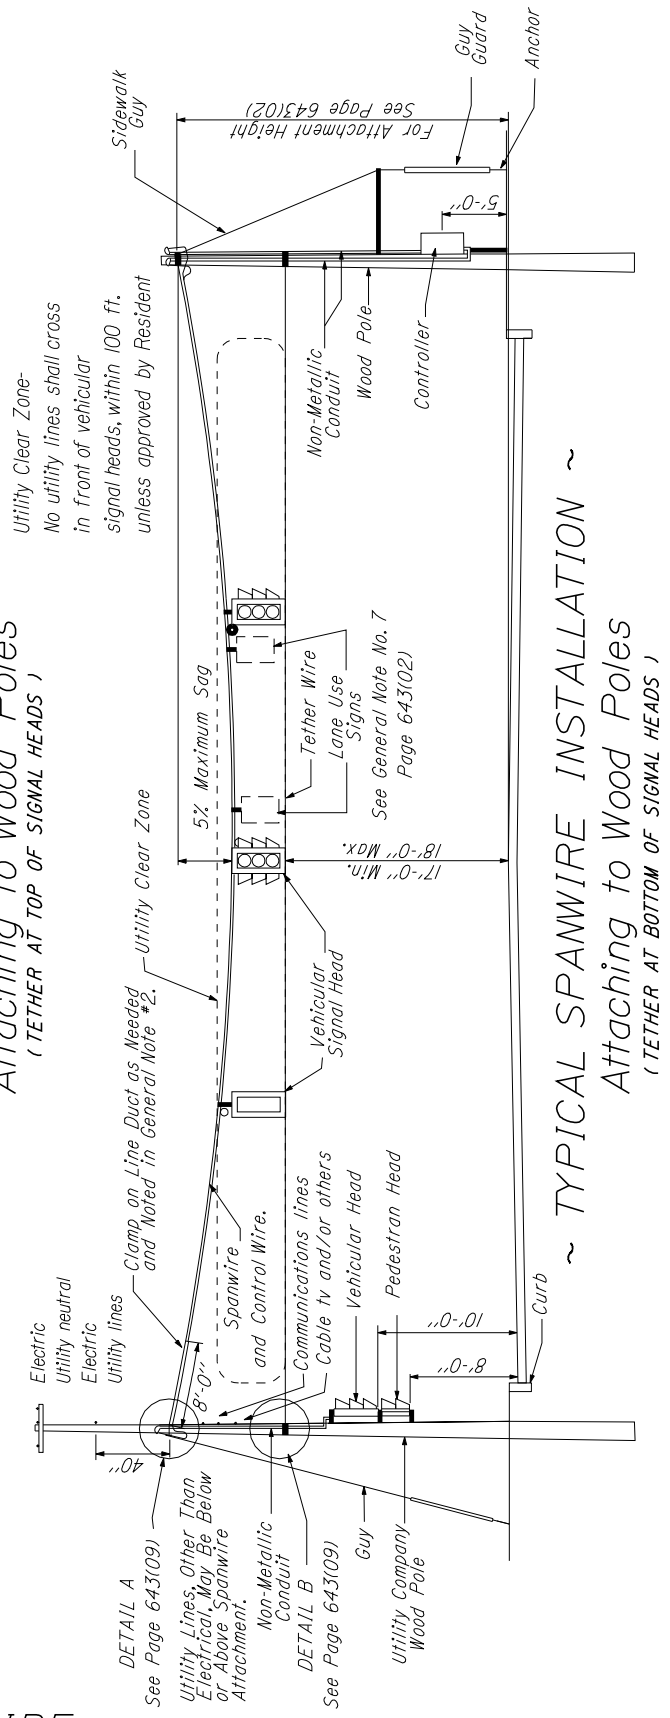 Attaching to Wood Poles
( TETHER AT TOP OF SIGNAL HEADS )
Electric
Utility neutral
Electric
Utility lines
Clamp on Line Duct as Needed
and Noted in General Note #2.
Utility Clear Zone
Utility Clear Zone-
No utility lines shall cross
in front of vehicular
signal heads, within 100 ft.
unless approved by Resident
Sidewalk
Guy
Guy
Guard
Anchor
For Attachment Height
See Page 643(02)
5'-0"
5% Maximum Sag
40"
8'-0"
DETAIL A
See Page 643(09)
Utility Lines, Other Than
Electrical, May Be Below
or Above Spanwire
Attachment.
Non-Metallic
Conduit
DETAIL B
See Page 643(09)
Guy
Utility Company
Wood Pole
Spanwire
and Control Wire.
Communications lines
Cable tv and/or others
Vehicular Head
Pedestran Head
10'-0"
8'-0"
Curb
Vehicular
Signal Head
17'-0" Min.
18'-0" Max.
Tether Wire
Lane Use
Signs
See General Note No. 7
Page 643(02)
Non-Metallic
Conduit
Wood Pole
Controller
~ TYPICAL SPANWIRE INSTALLATION ~
Attaching to Wood Poles
( TETHER AT BOTTOM OF SIGNAL HEADS )